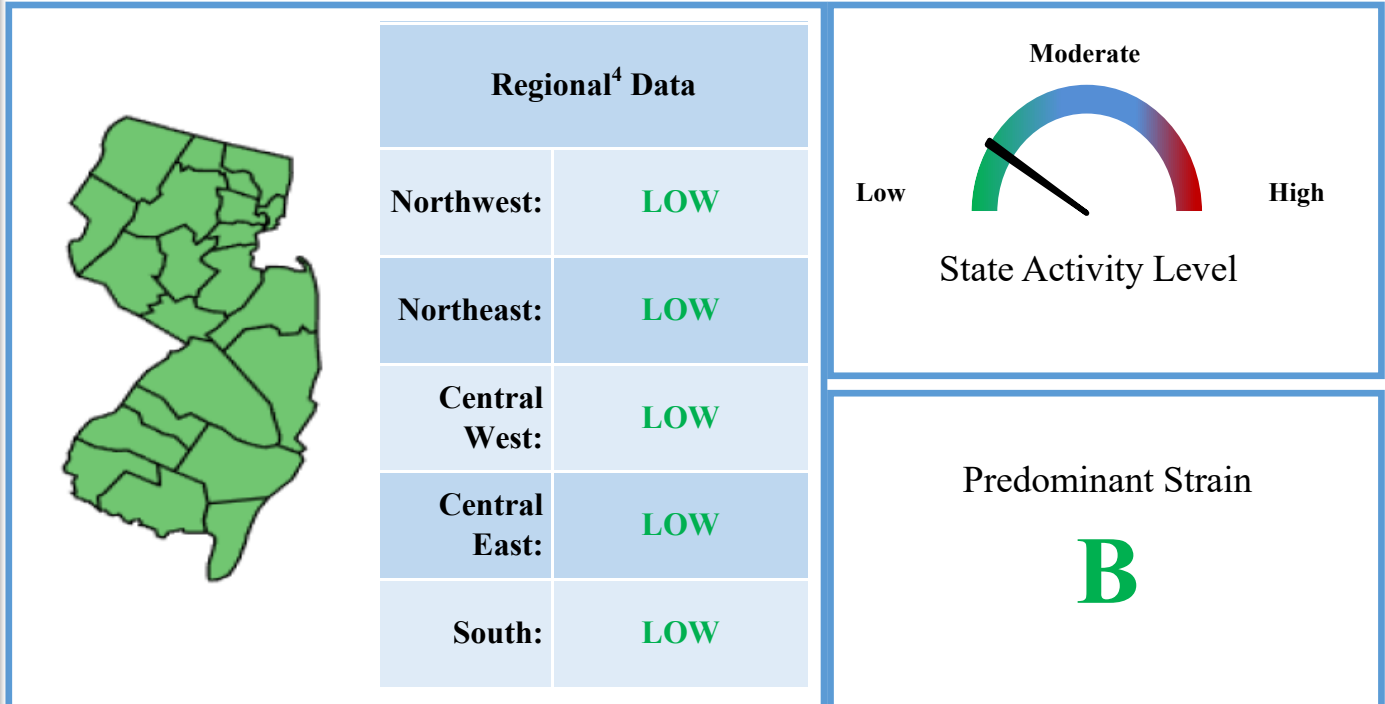 Regional⁴ Data
Northwest: LOW
Northeast: LOW
Central
West: LOW
Central
East: LOW
South: LOW
Moderate
Low High
State Activity Level
Predominant Strain
B